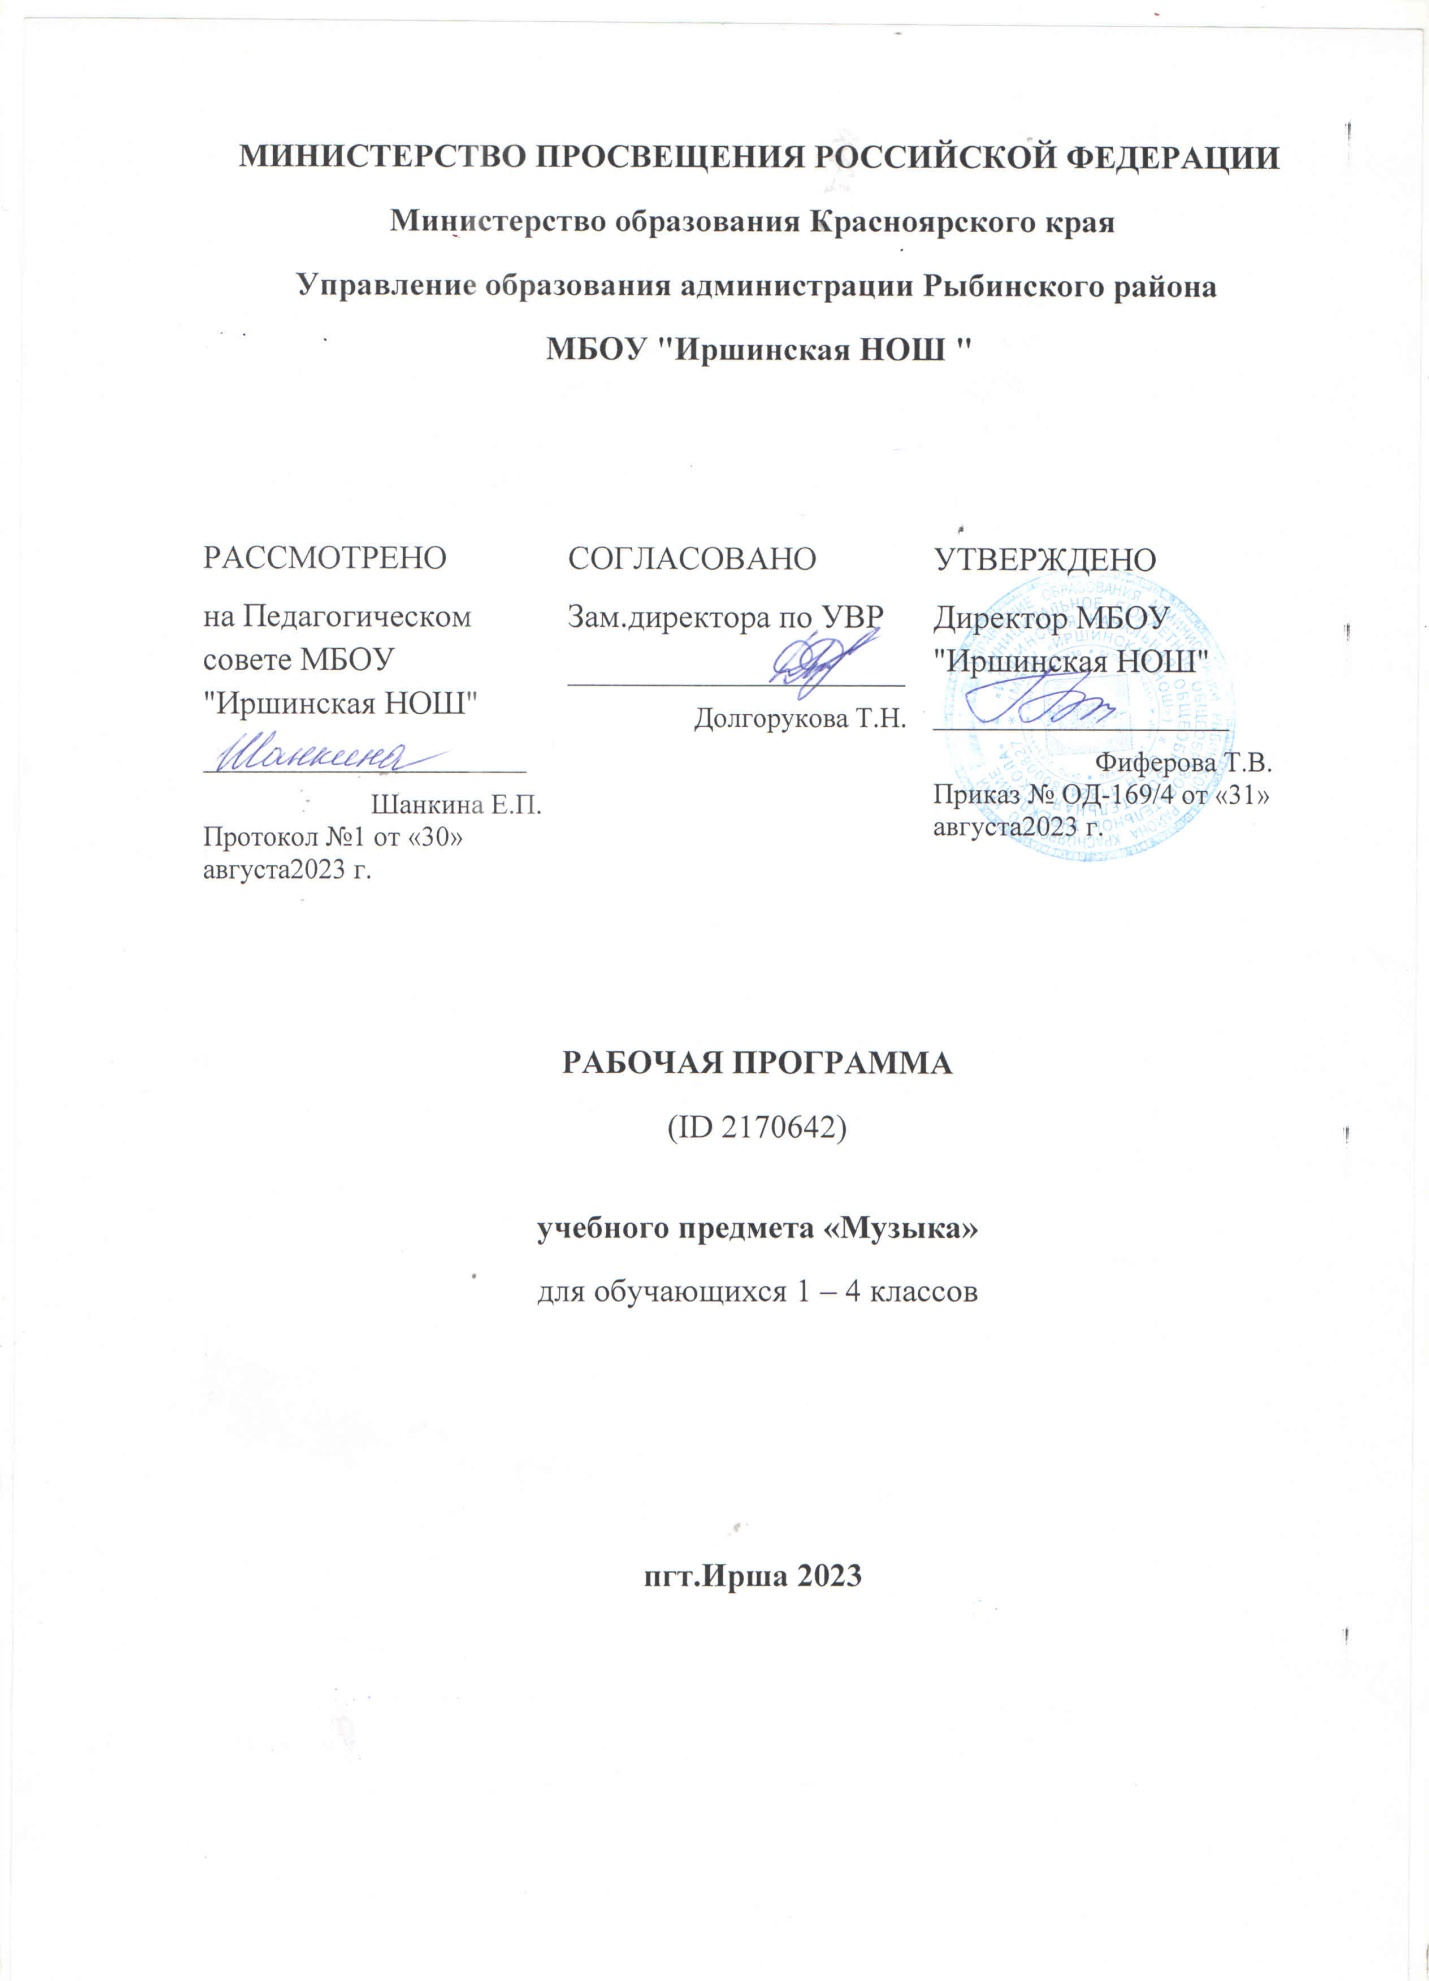 МИНИСТЕРСТВО ПРОСВЕЩЕНИЯ РОССИЙСКОЙ ФЕДЕРАЦИИ
Министерство образования Красноярского края
Управление образования администрации Рыбинского района
МБОУ "Иршинская НОШ "
РАССМОТРЕНО
на Педагогическом
совете МБОУ
"Иршинская НОШ"
Шанкина
Шанкина Е.П.
Протокол №1 от «30»
августа2023 г.
СОГЛАСОВАНО
Зам.директора по УВР
Долгорукова Т.Н.
УТВЕРЖДЕНО
Директор МБОУ
"Иршинская НОШ"
Фиферова Т.В.
Приказ № ОД-169/4 от «31»
августа2023 г.
РАБОЧАЯ ПРОГРАММА
(ID 2170642)
учебного предмета «Музыка»
для обучающихся 1 – 4 классов
пгт.Ирша 2023